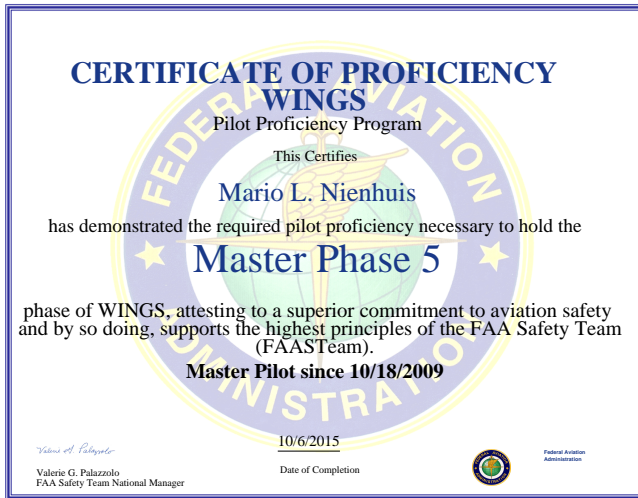 CERTIFICATE OF PROFICIENCY
WINGS
Pilot Proficiency Program
This Certifies
Mario L. Nienhuis
has demonstrated the required pilot proficiency necessary to hold the
Master Phase 5
phase of WINGS, attesting to a superior commitment to aviation safety
and by so doing, supports the highest principles of the FAA Safety Team
(FAASTeam).
Master Pilot since 10/18/2009
FEDERAL AVIATION
ADMINISTRATION
Valerie G. Palazzolo
10/6/2015
Valerie G. Palazzolo
FAA Safety Team National Manager
Date of Completion
Federal Aviation
Administration